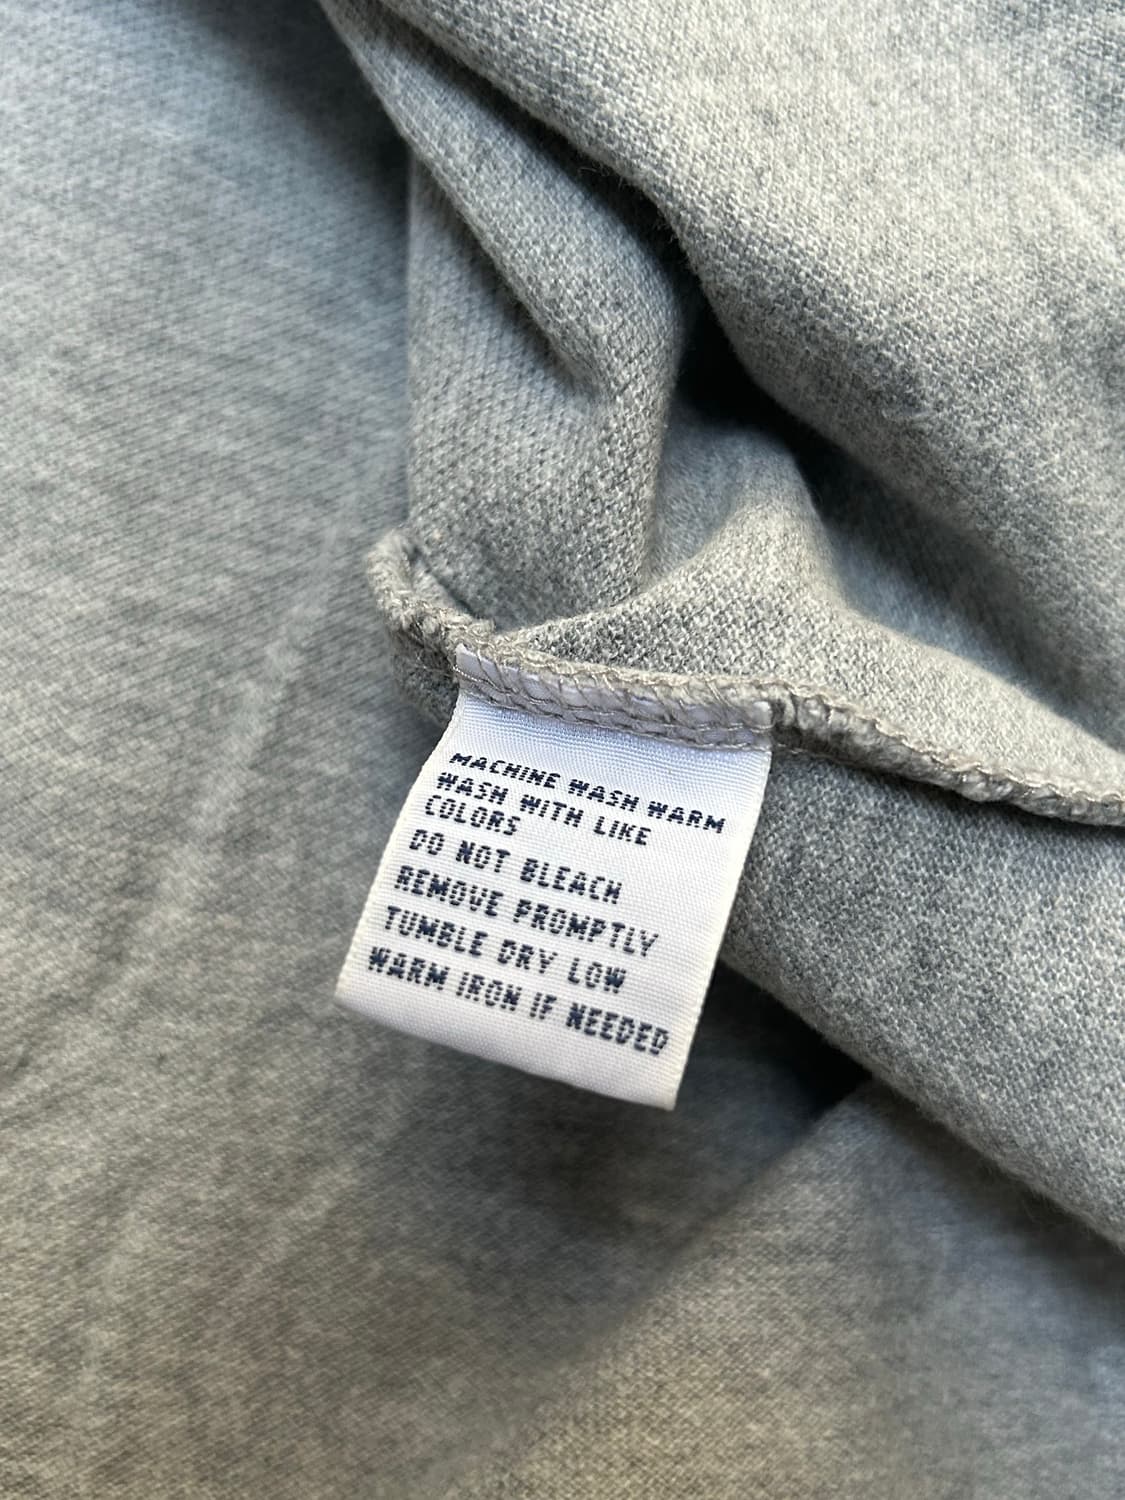 MACHINE WASH WARM
WASH WITH LIKE
COLORS
DO NOT BLEACH
REMOVE PROMPTLY
TUMBLE DRY LOW
WARM IRON IF NEEDED